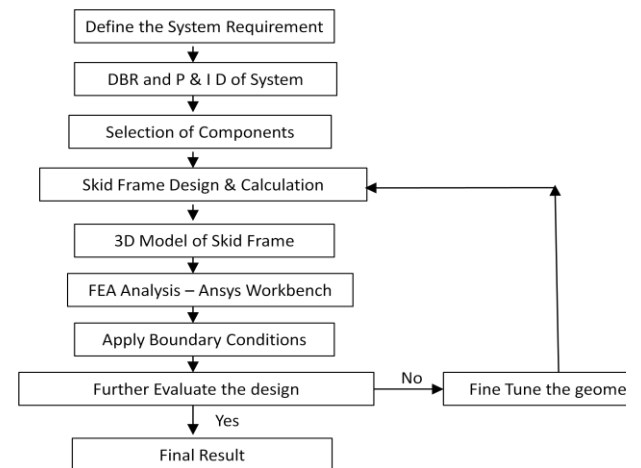 Define the System Requirement
DBR and P & I D of System
Selection of Components
Skid Frame Design & Calculation
3D Model of Skid Frame
FEA Analysis – Ansys Workbench
Apply Boundary Conditions
Further Evaluate the design
No
Fine Tune the geome
Yes
Final Result